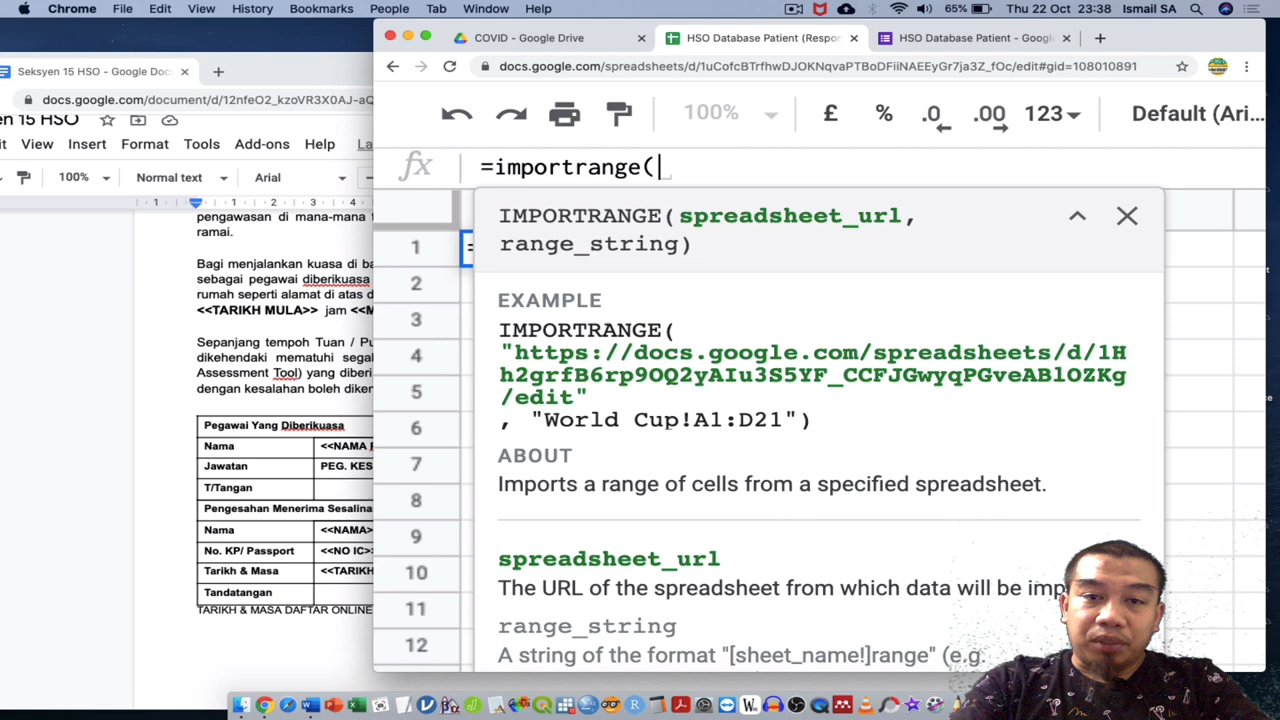 Chrome File Edit View History Bookmarks People Tab Window Help 65% Thu 22 Oct 23:38 Ismail SA
Seksyen 15 HSO - Google Doc
docs.google.com/document/d/12nfeO2_kzoVR3X0AJ-aQ
en 15 HSO
View Insert Format Tools Add-ons Help La
100% Normal text Arial
1 1 2
pengawasan di mana-mana
ramai.
Bagi menjalankan kuasa di ba
sebagai pegawai diberikuasa
rumah seperti alamat di atas d
<<TARIKH MULA>> jam <<M
Sepanjang tempoh Tuan / Pu
dikehendaki mematuhi segal
Assessment Tool) yang diberi
dengan kesalahan boleh diken
Pegawai Yang Diberikuasa
Nama <<NAMA
Jawatan PEG. KES
T/Tangan
Pengesahan Menerima Sesalina
Nama <<NAMA>
No. KP/ Passport <<NO IC>>
Tarikh & Masa <<TARIKH
Tandatangan
TARIKH & MASA DAFTAR ONLINE
COVID - Google Drive HSO Database Patient (Respon HSO Database Patient - Google
docs.google.com/spreadsheets/d/1uCofcBTrfhwDJOKNqvaPTBoDFiiNAEEyGr7ja3Z_fOc/edit#gid=108010891
100% £ % .0 .00 123 Default (Ari...
fx =importrange(
IMPORTRANGE(spreadsheet_url,
range_string)
EXAMPLE
IMPORTRANGE(
"https://docs.google.com/spreadsheets/d/1H
h2grfB6rp9OQ2yAIu3S5YF_CCFJGwyqPGveABlOZKg
/edit"
, "World Cup!A1:D21")
ABOUT
Imports a range of cells from a specified spreadsheet.
spreadsheet_url
The URL of the spreadsheet from which data will be imp
range_string
A string of the format "[sheet_name!]range" (e.g.
1
=
2
3
4
5
6
7
8
9
10
11
12